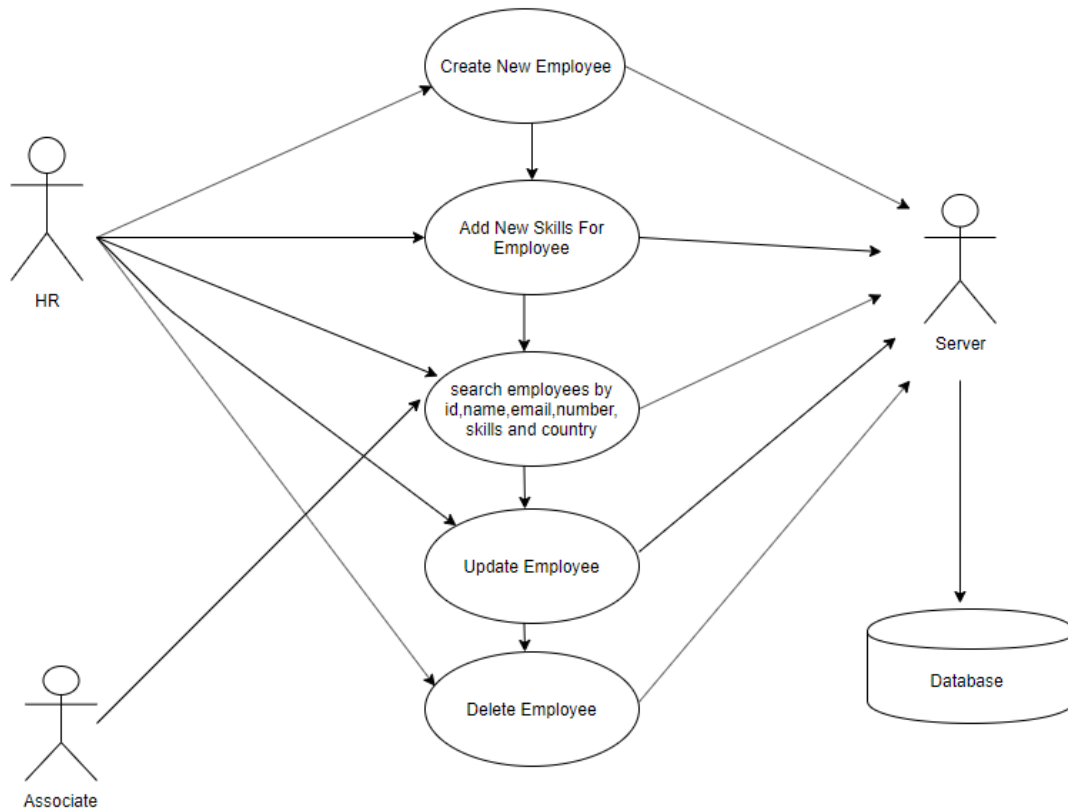 Create New Employee
HR
Add New Skills For
Employee
Server
search employees by
id,name,email,number,
skills and country
Update Employee
Database
Delete Employee
Associate